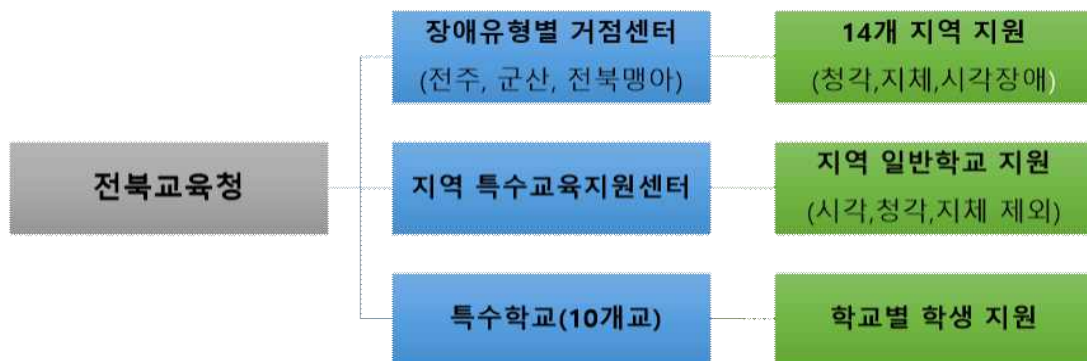 전북교육청
장애유형별 거점센터
(전주, 군산, 전북맹아)
14개 지역 지원
(청각,지체,시각장애)
지역 특수교육지원센터
지역 일반학교 지원
(시각,청각,지체 제외)
특수학교(10개교)
학교별 학생 지원